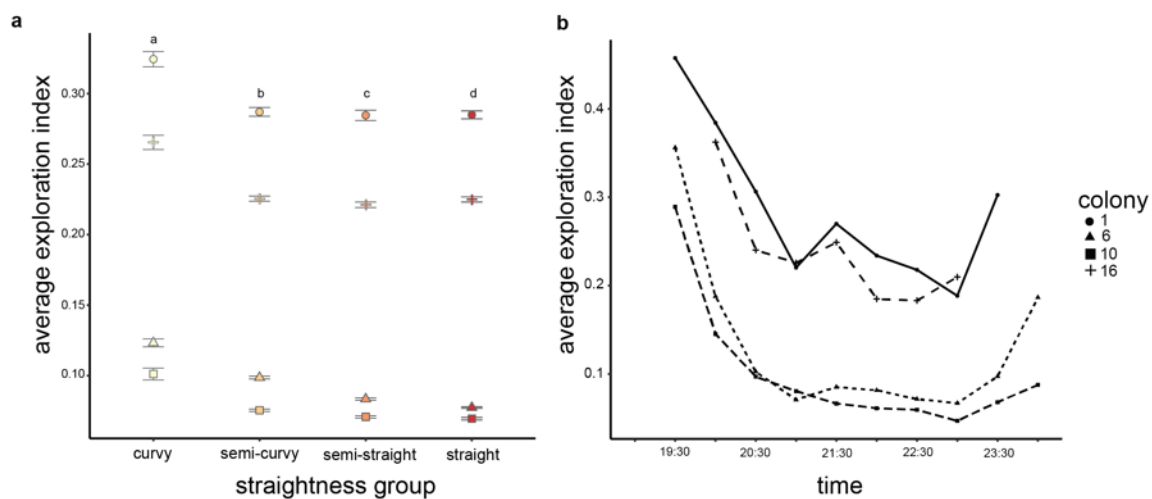 a
average exploration index
0.30
0.25
0.20
0.15
0.10
a
b
c
d
curvy
semi-curvy
semi-straight
straight
straightness group
b
average exploration index
0.4
0.3
0.2
0.1
19:30
20:30
21:30
22:30
23:30
time
colony
1
6
10
16